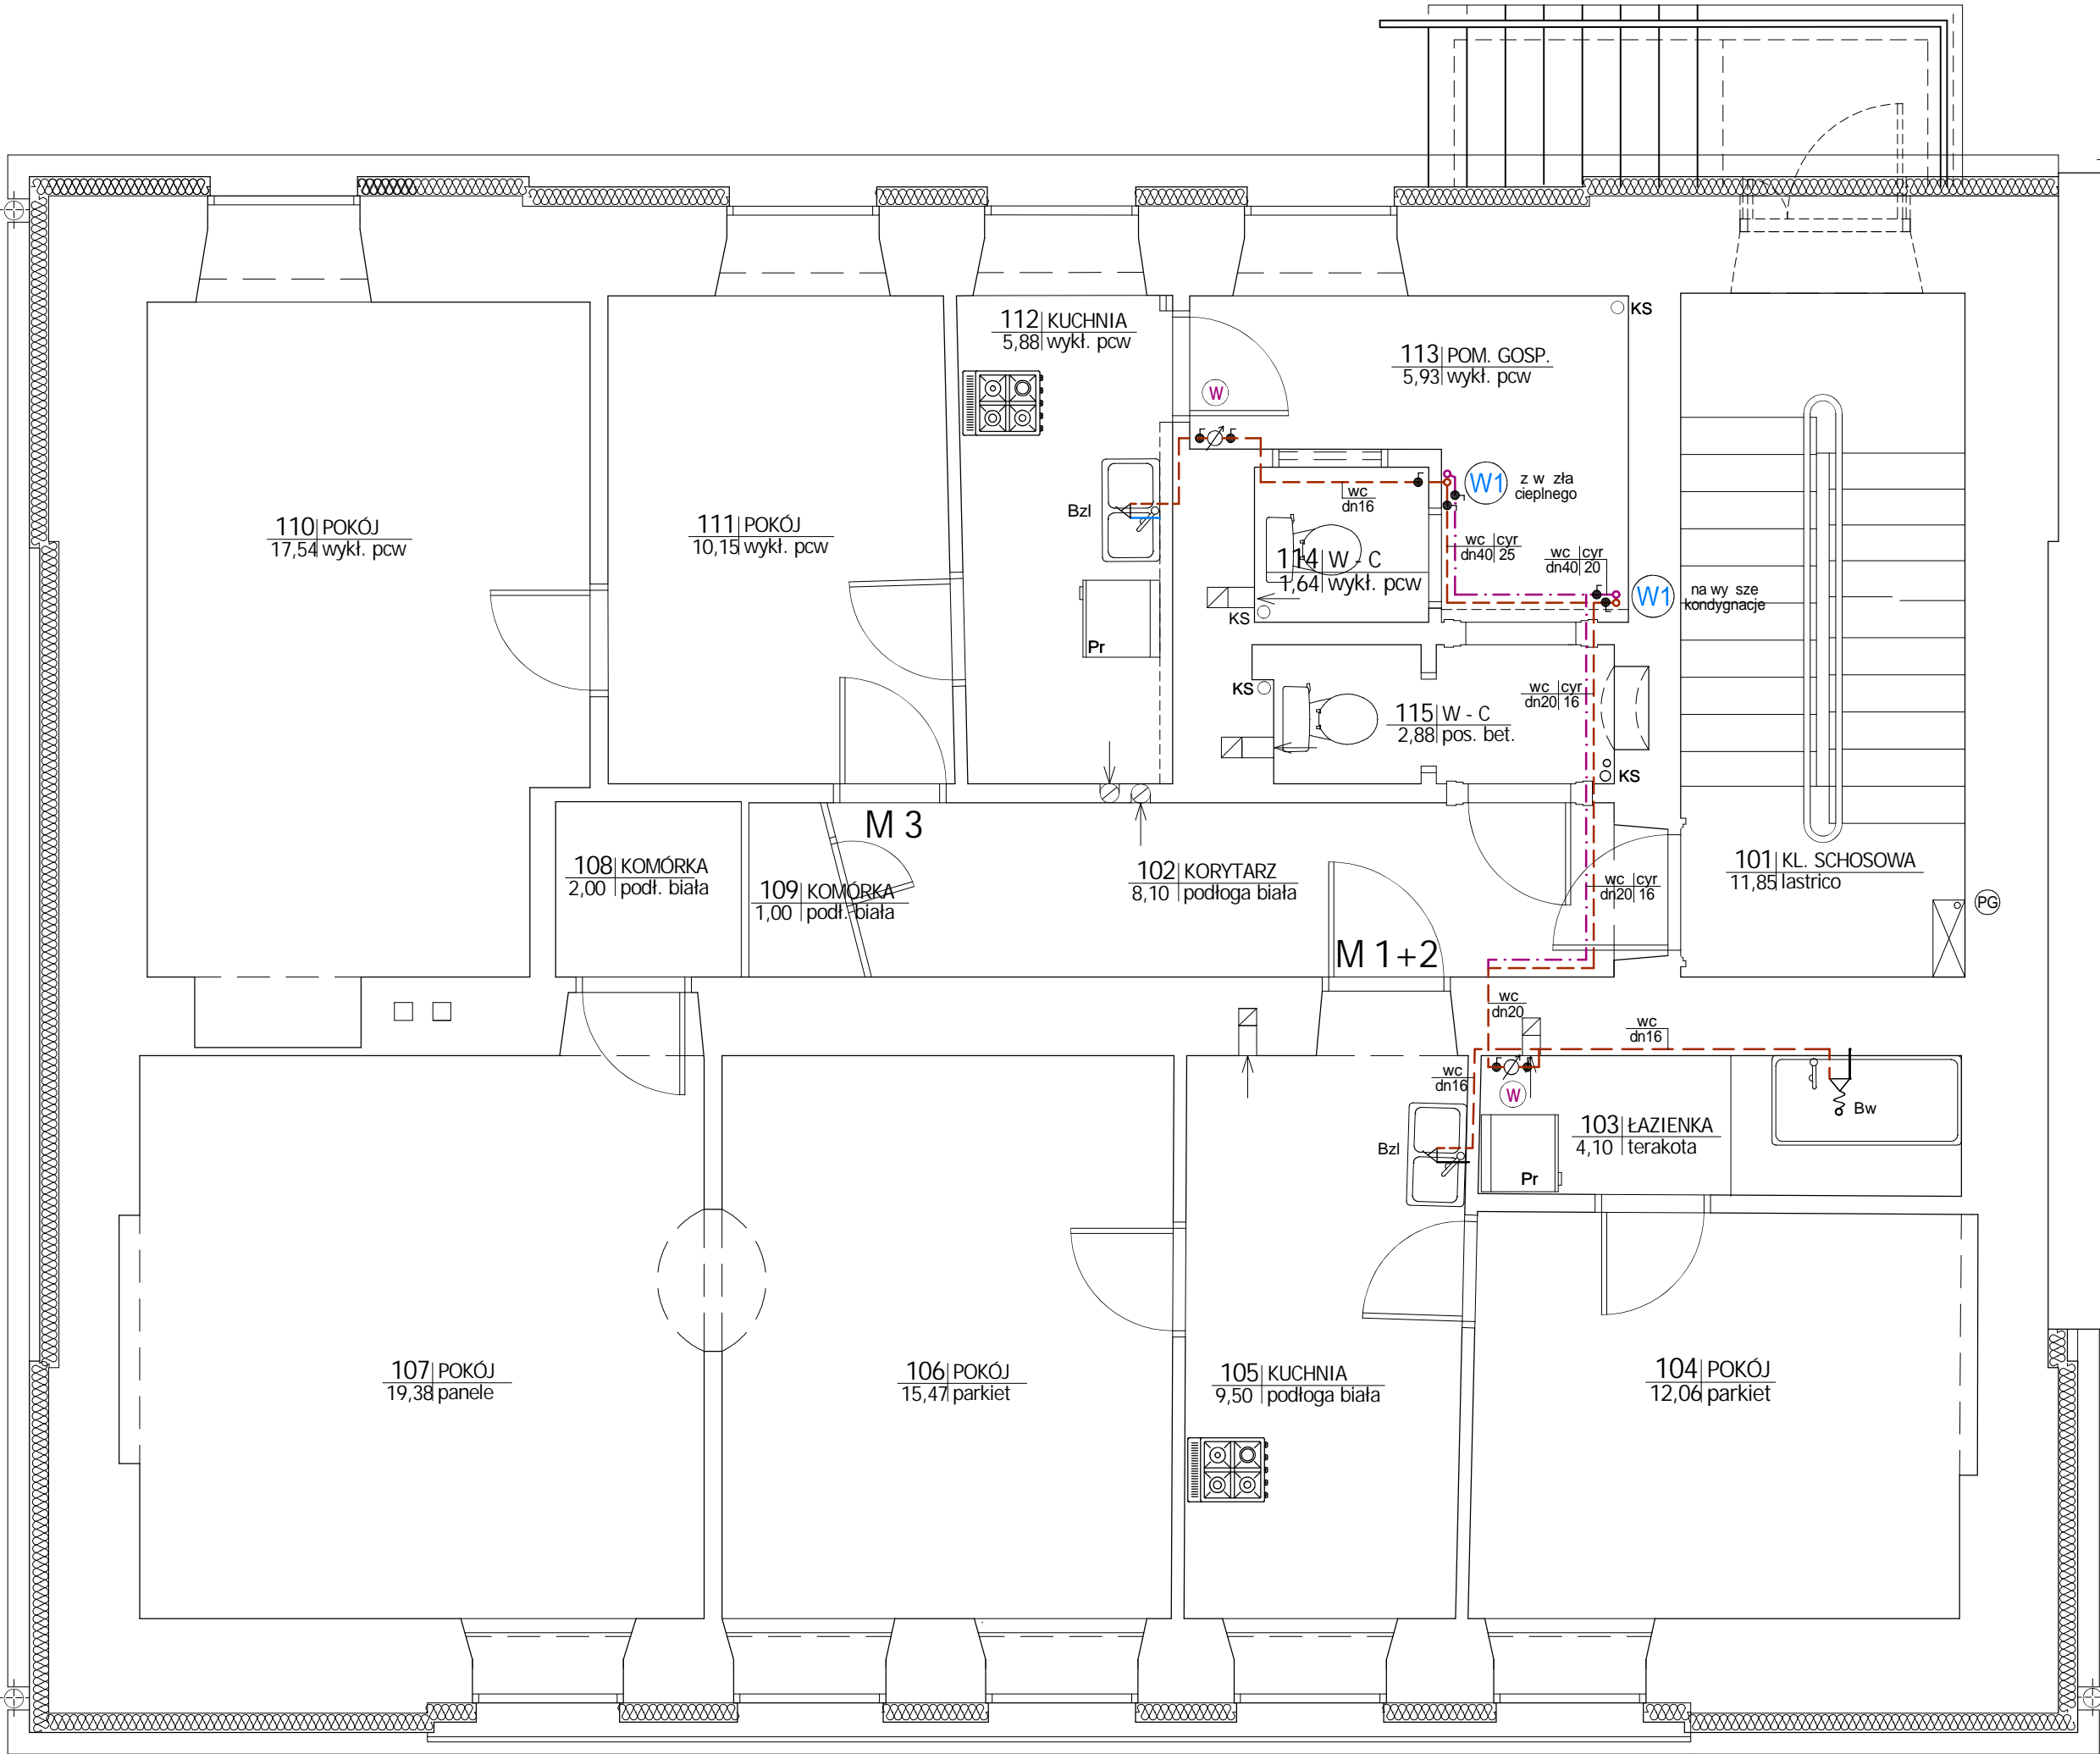 KS
112 KUCHNIA
5,88 wykł. pcw
113 POM. GOSP.
5,93 wykł. pcw
W
W1
z w zła
cieplnego
wc
dn16
Bzl
110 POKÓJ
17,54 wykł. pcw
111 POKÓJ
10,15 wykł. pcw
wc cyr
dn40 25
wc cyr
dn40 20
114 W - C
1,64 wykł. pcw
W1
na wy sze
kondygnacje
KS
Pr
KS
wc cyr
dn20 16
115 W - C
2,88 pos. bet.
KS
M 3
108 KOMÓRKA
2,00 podł. biała
109 KOMÓRKA
1,00 podł. biała
102 KORYTARZ
8,10 podłoga biała
101 KL. SCHOSOWA
11,85 lastrico
wc cyr
dn20 16
PG
M 1+2
wc
dn20
wc
dn16
wc
dn16
W
Bw
103 ŁAZIENKA
4,10 terakota
Bzl
Pr
107 POKÓJ
19,38 panele
106 POKÓJ
15,47 parkiet
105 KUCHNIA
9,50 podłoga biała
104 POKÓJ
12,06 parkiet